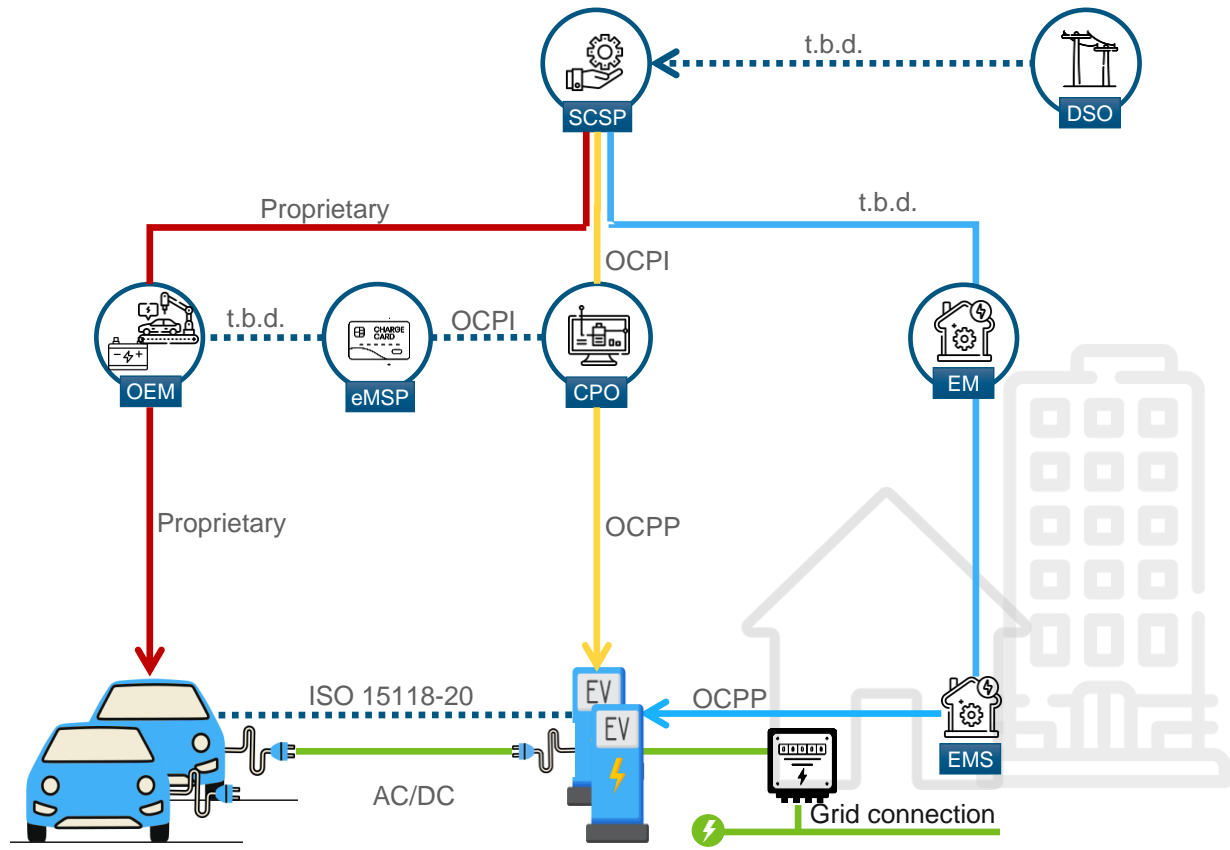 t.b.d.
SCSP
DSO
Proprietary
t.b.d.
OCPI
t.b.d.
OCPI
CHARGE
CARD
OEM
eMSP
CPO
EM
Proprietary
OCPP
ISO 15118-20
EV
OCPP
EV
00000
EMS
AC/DC
Grid connection